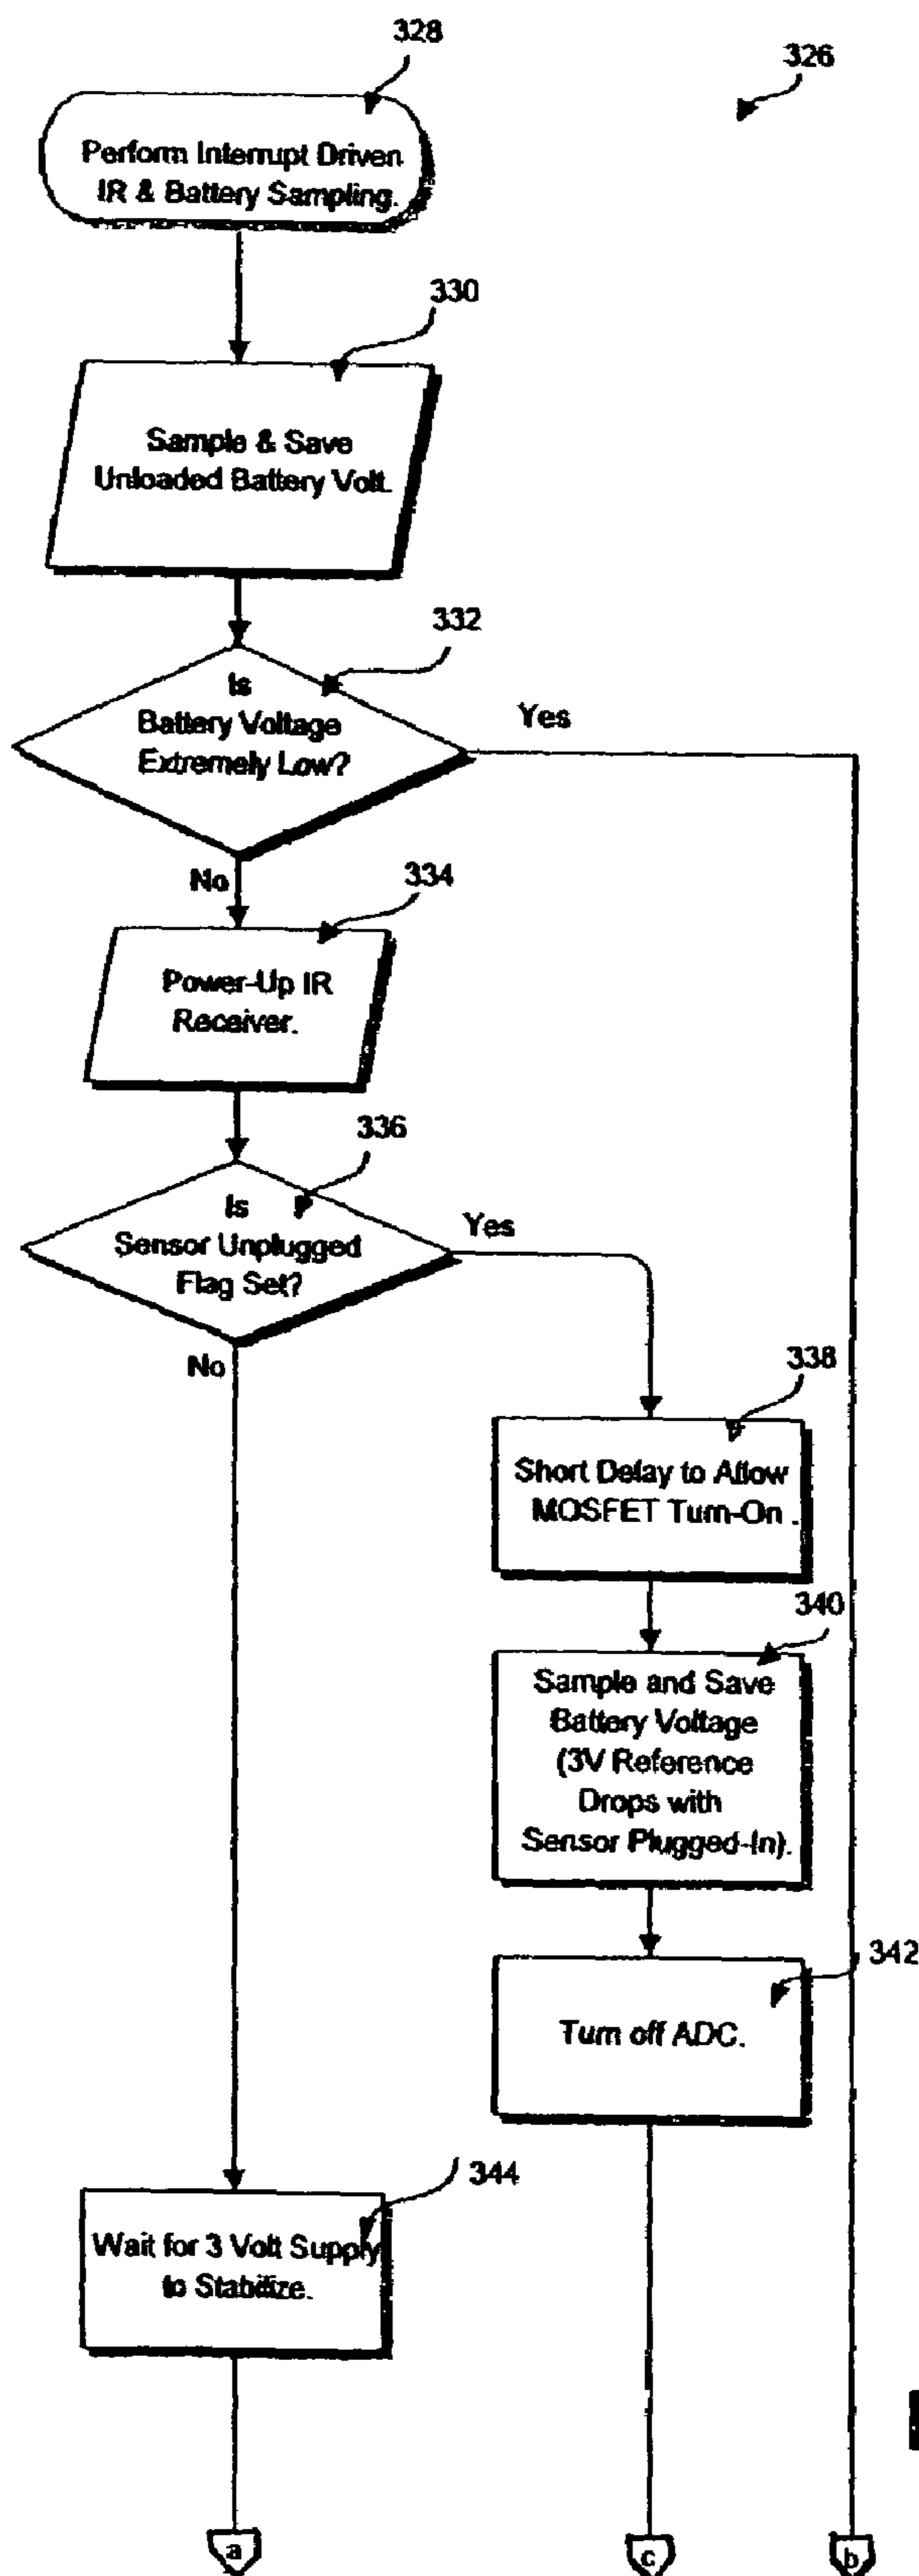 328
326
Perform Interrupt Driven
IR & Battery Sampling.
330
Sample & Save
Unloaded Battery Volt.
332
Is
Battery Voltage
Extremely Low?
Yes
No
334
Power-Up IR
Receiver.
336
Is
Sensor Unplugged
Flag Set?
Yes
No
338
Short Delay to Allow
MOSFET Turn-On .
340
Sample and Save
Battery Voltage
(3V Reference
Drops with
Sensor Plugged-In).
342
Turn off ADC.
344
Wait for 3 Volt Supply
to Stabilize.
a
c
b